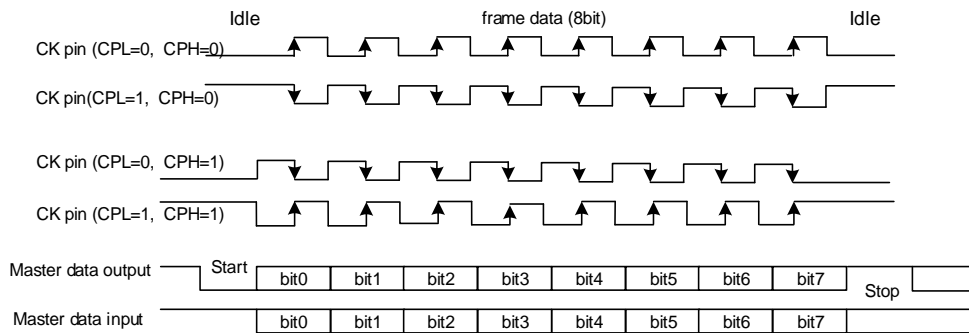 Idle frame data (8bit) Idle
CK pin (CPL=0, CPH=0)
CK pin(CPL=1, CPH=0)
CK pin (CPL=0, CPH=1)
CK pin (CPL=1, CPH=1)
Master data output Start bit0 bit1 bit2 bit3 bit4 bit5 bit6 bit7 Stop
Master data input bit0 bit1 bit2 bit3 bit4 bit5 bit6 bit7